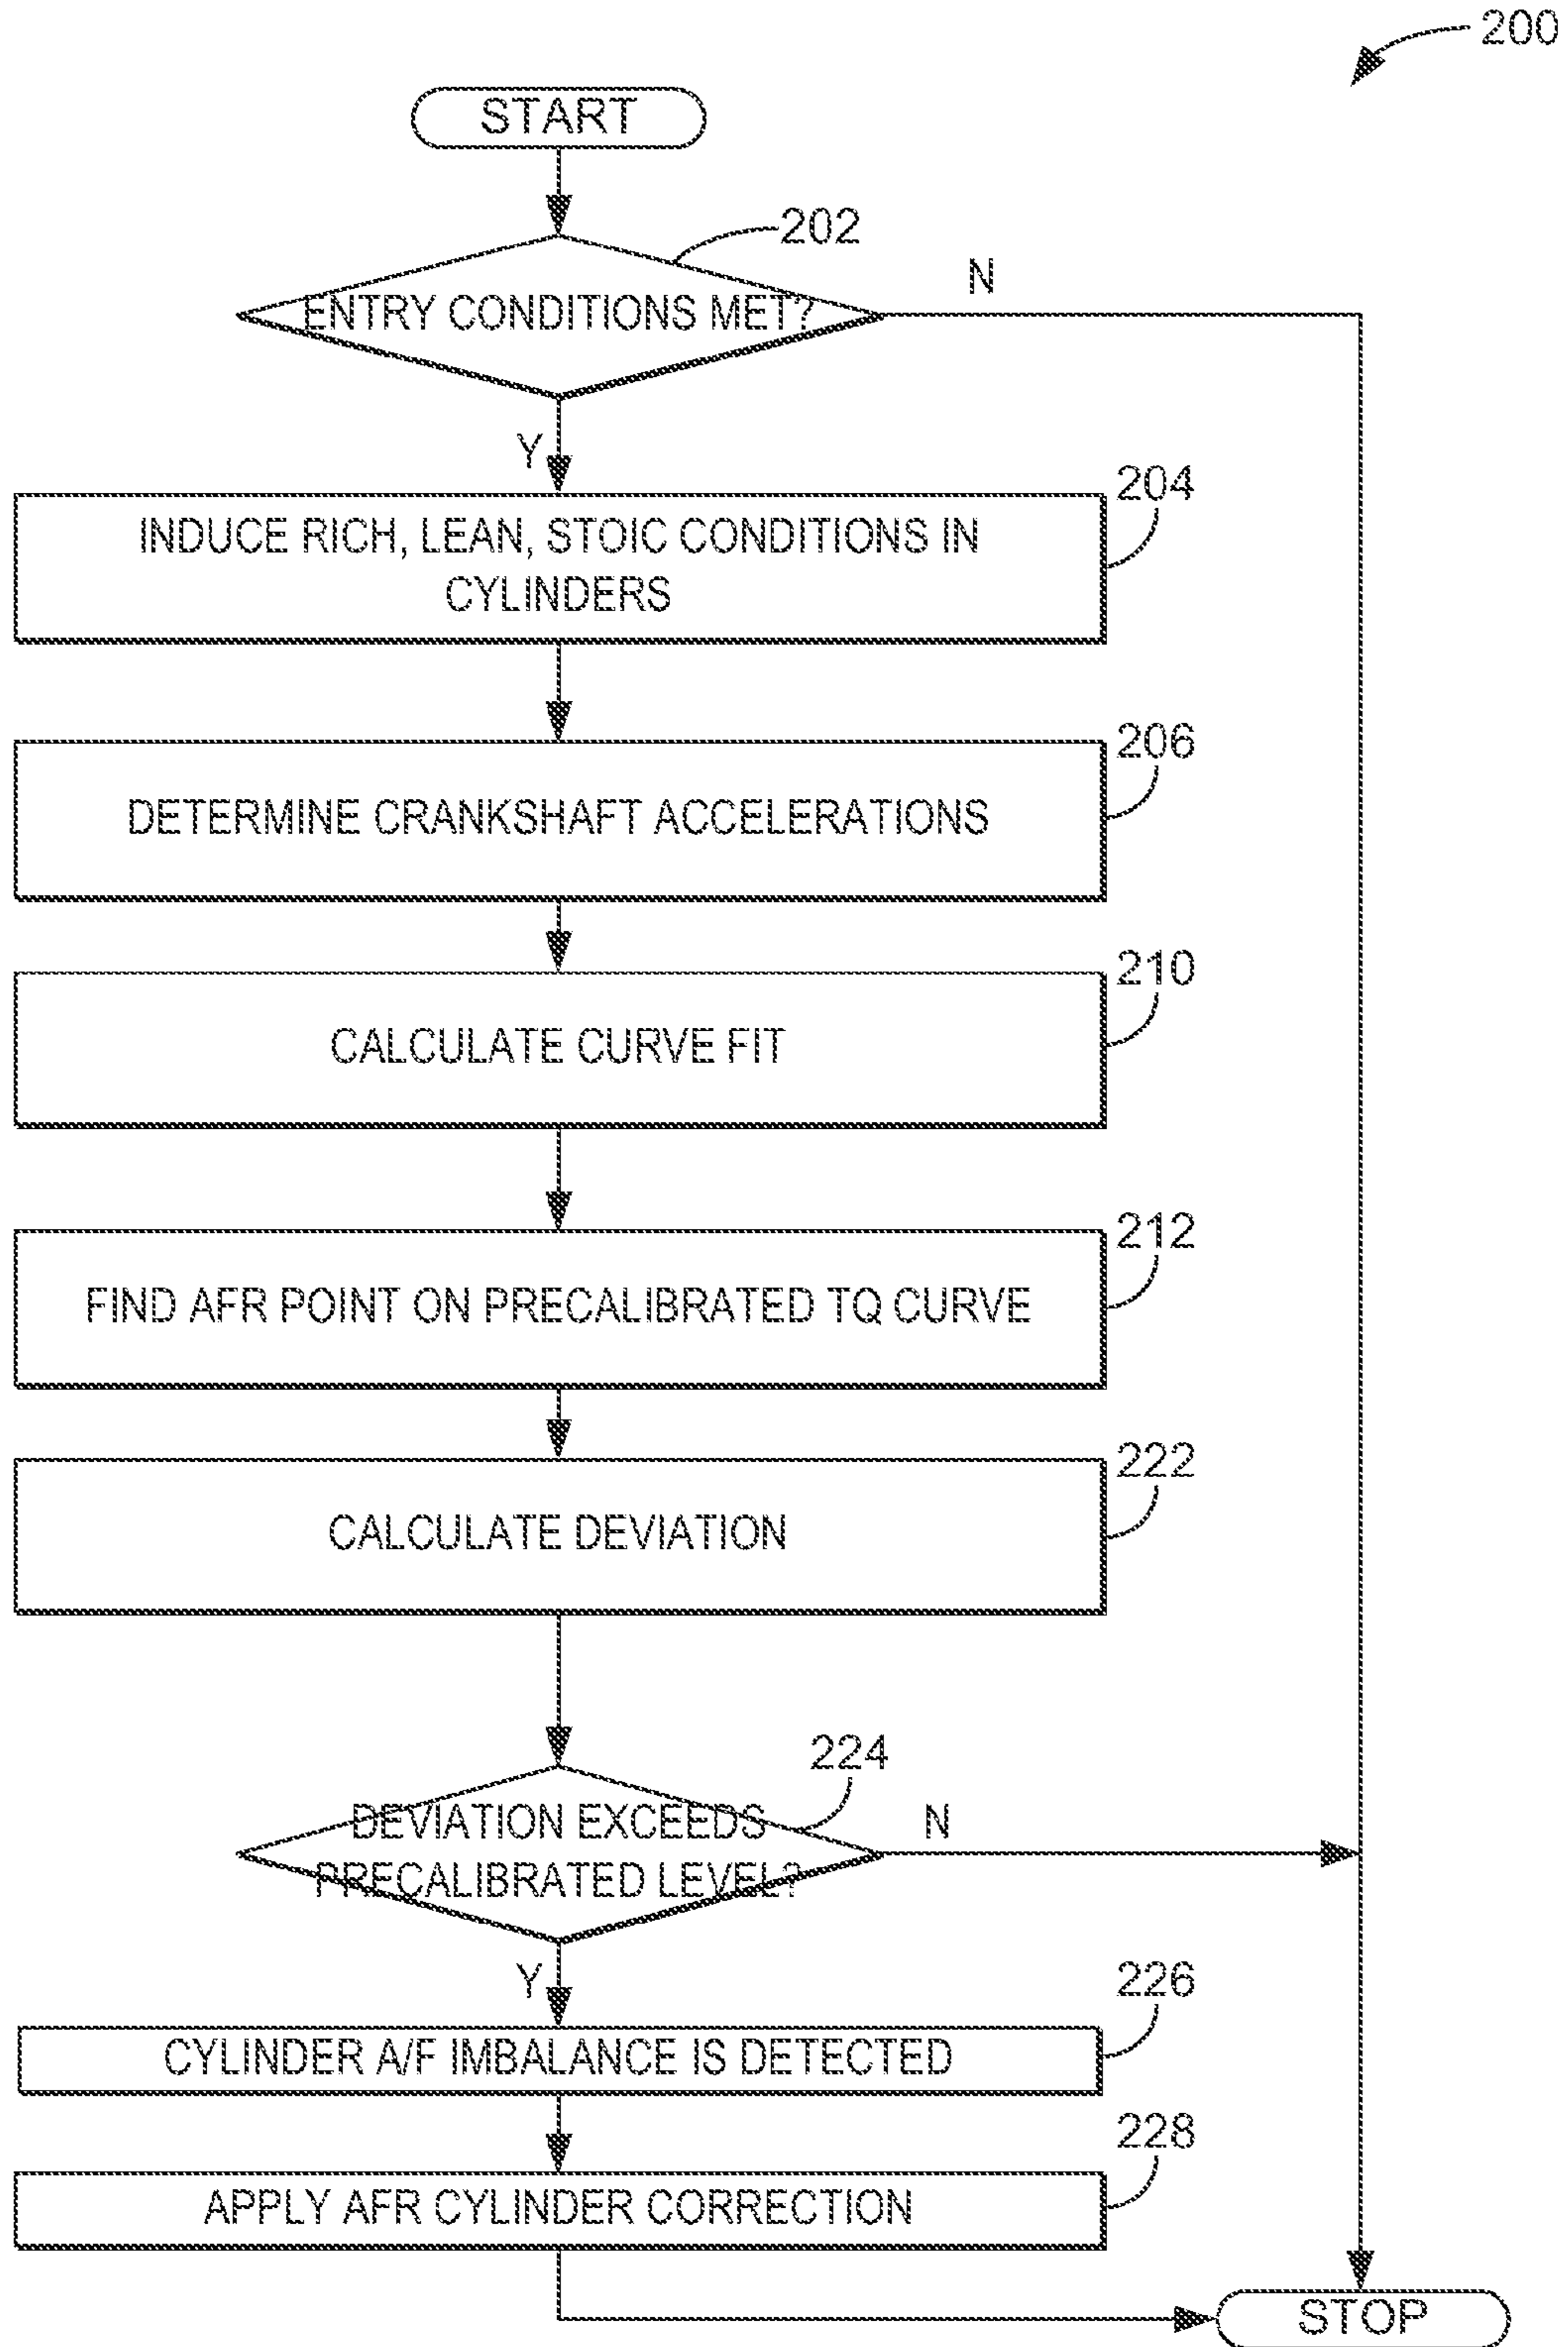 200
START
202
ENTRY CONDITIONS MET?
N
Y
204
INDUCE RICH, LEAN, STOIC CONDITIONS IN
CYLINDERS
206
DETERMINE CRANKSHAFT ACCELERATIONS
210
CALCULATE CURVE FIT
212
FIND AFR POINT ON PRECALIBRATED TQ CURVE
222
CALCULATE DEVIATION
224
DEVIATION EXCEEDS
PRECALIBRATED LEVEL?
N
Y
226
CYLINDER A/F IMBALANCE IS DETECTED
228
APPLY AFR CYLINDER CORRECTION
STOP